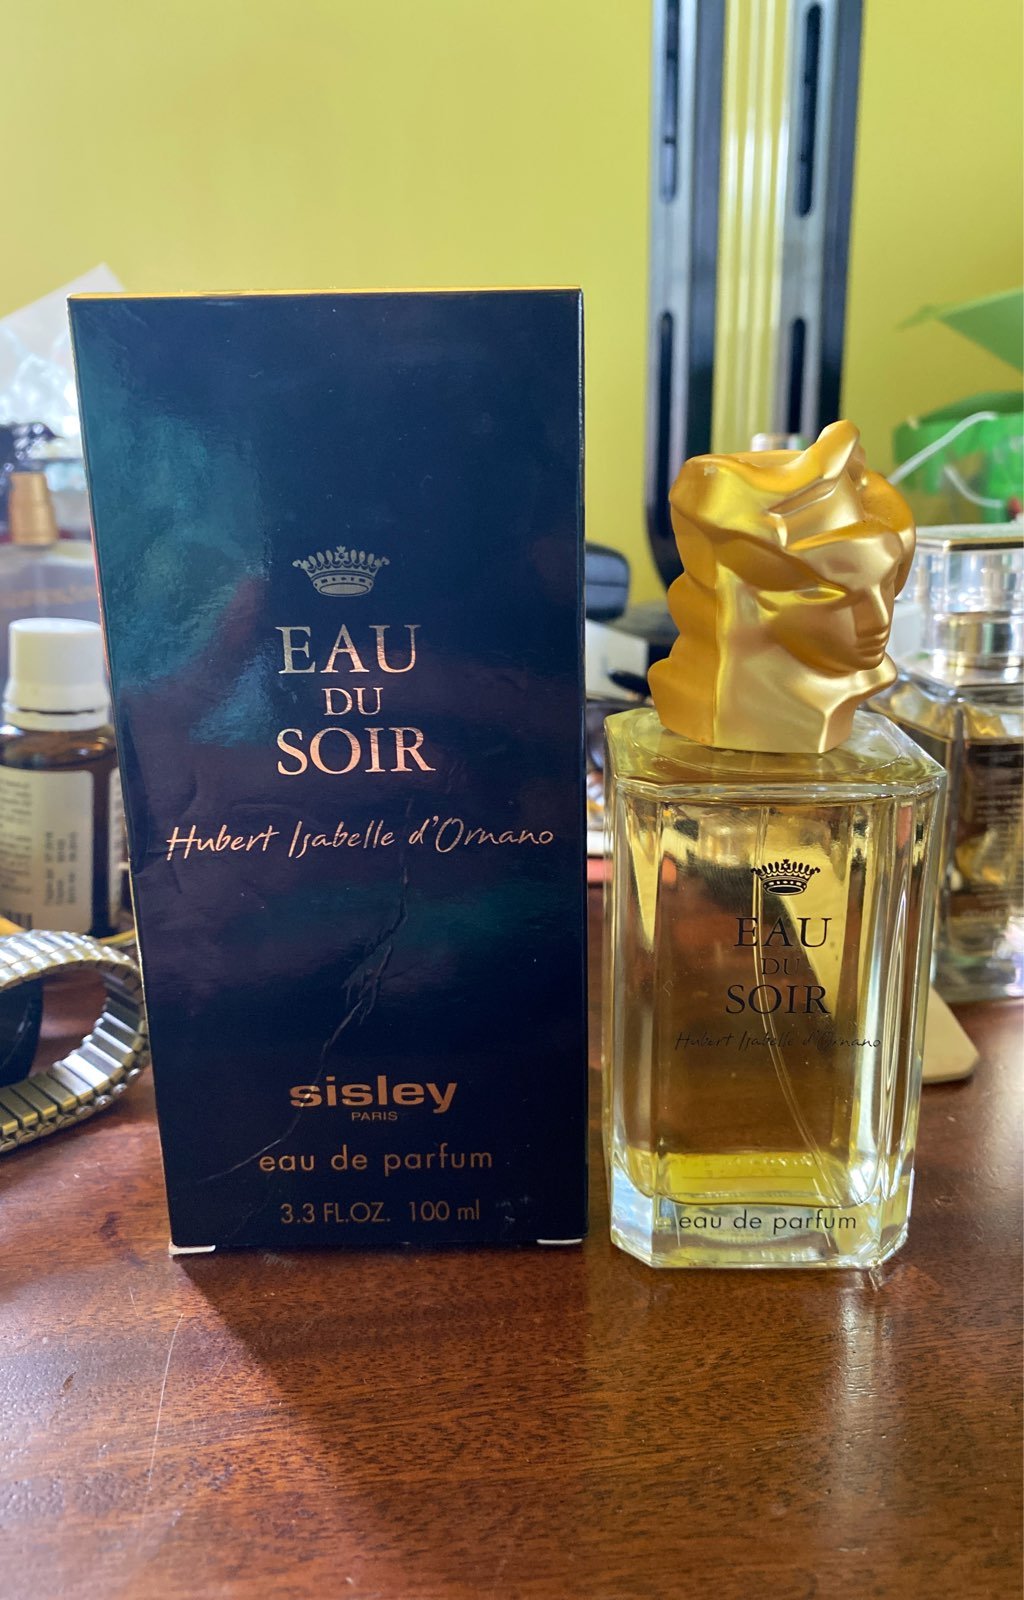 EAU
DU
SOIR
Hubert Isabelle d'Ornano
sisley
PARIS
eau de parfum
3.3 FL.OZ. 100 ml
EAU
DU
SOIR
Hubert Isabelle d'Ornano
eau de parfum